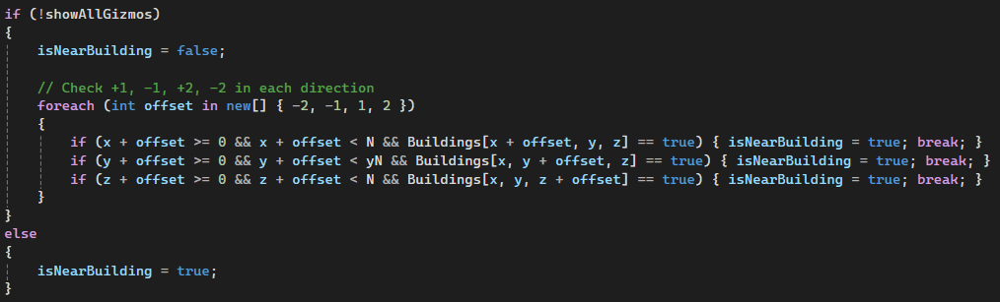 if (!showAllGizmos)
{
    isNearBuilding = false;

    // Check +1, -1, +2, -2 in each direction
    foreach (int offset in new[] { -2, -1, 1, 2 })
    {
        if (x + offset >= 0 && x + offset < N && Buildings[x + offset, y, z] == true) { isNearBuilding = true; break; }
        if (y + offset >= 0 && y + offset < yN && Buildings[x, y + offset, z] == true) { isNearBuilding = true; break; }
        if (z + offset >= 0 && z + offset < N && Buildings[x, y, z + offset] == true) { isNearBuilding = true; break; }
    }
}
else
{
    isNearBuilding = true;
}